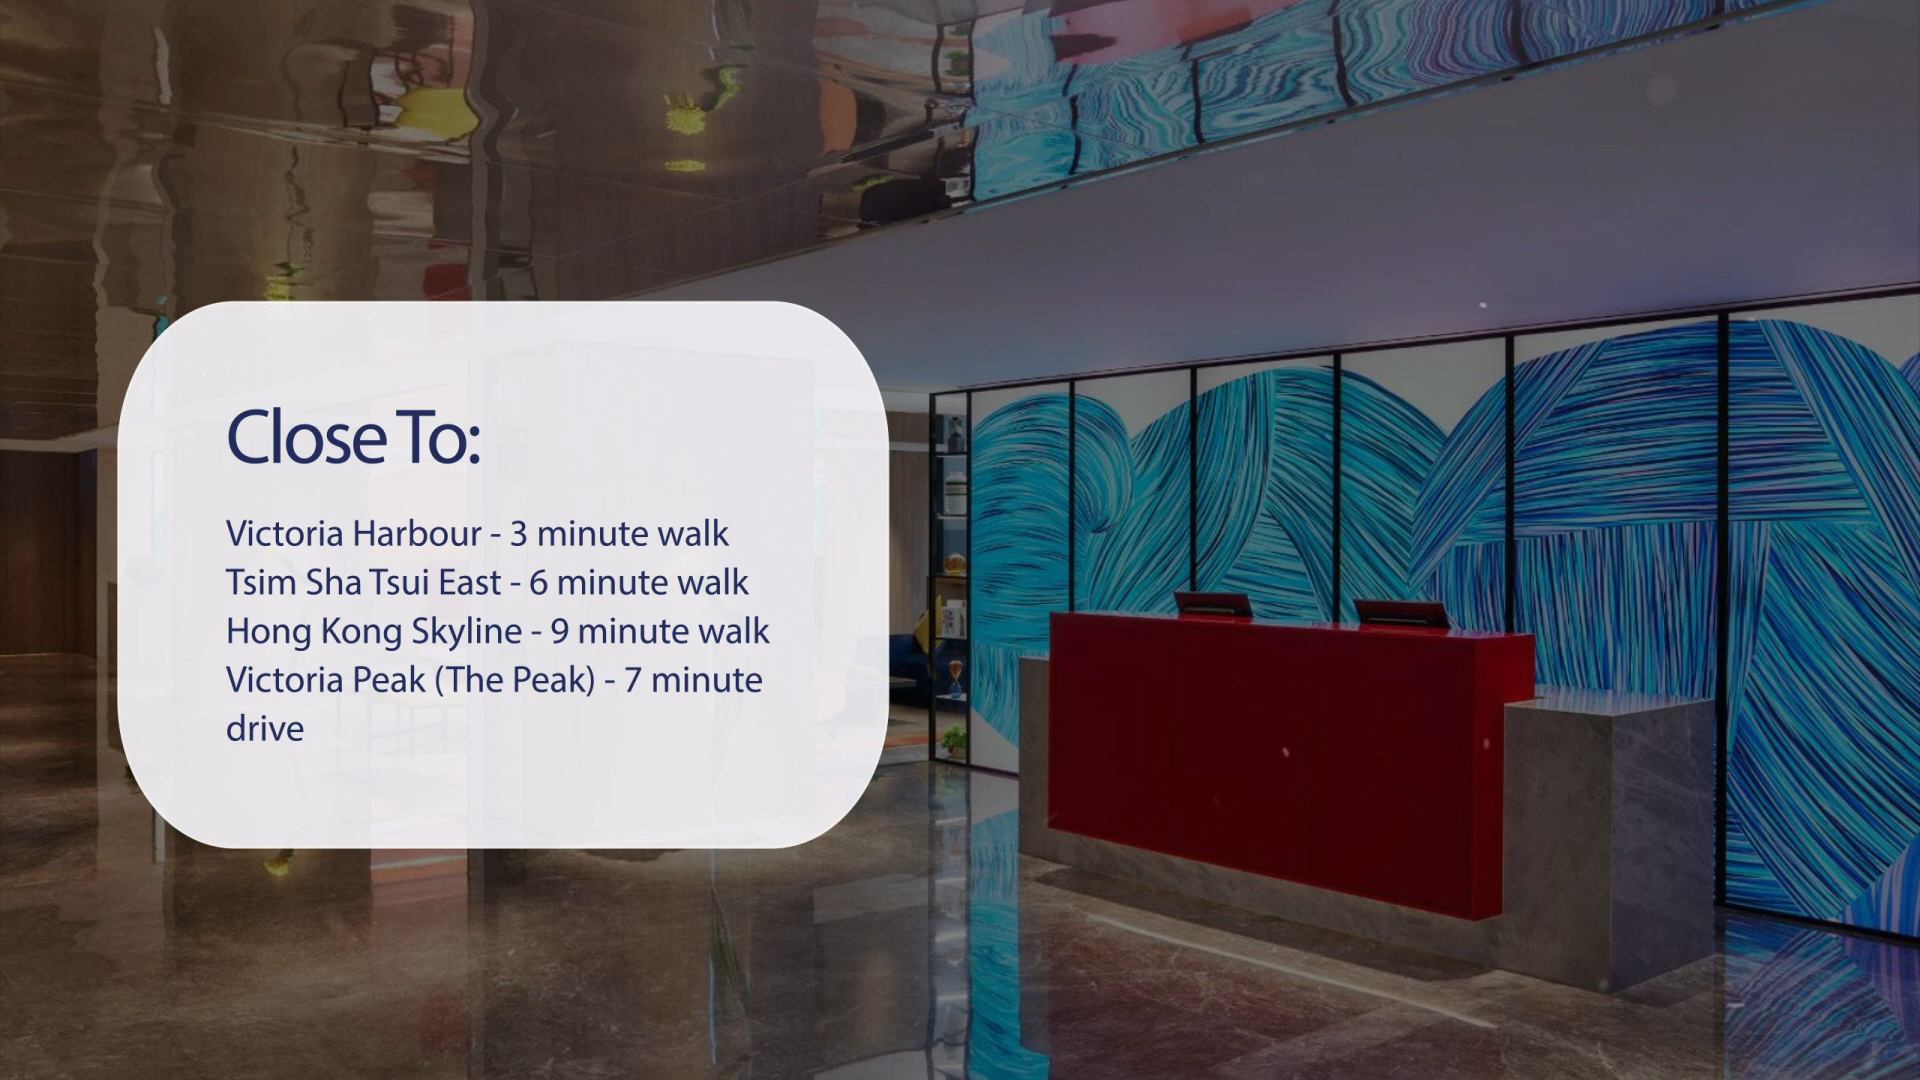 Close To:
Victoria Harbour - 3 minute walk
Tsim Sha Tsui East - 6 minute walk
Hong Kong Skyline - 9 minute walk
Victoria Peak (The Peak) - 7 minute
drive